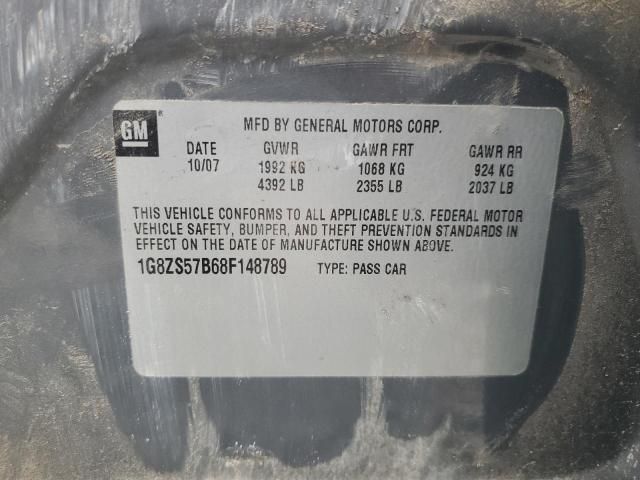 GM
MFD BY GENERAL MOTORS CORP.
DATE GVWR GAWR FRT GAWR RR
10/07 1992 KG 1068 KG 924 KG
4392 LB 2355 LB 2037 LB
THIS VEHICLE CONFORMS TO ALL APPLICABLE U.S. FEDERAL MOTOR
VEHICLE SAFETY, BUMPER, AND THEFT PREVENTION STANDARDS IN
EFFECT ON THE DATE OF MANUFACTURE SHOWN ABOVE.
1G8ZS57B68F148789 TYPE: PASS CAR